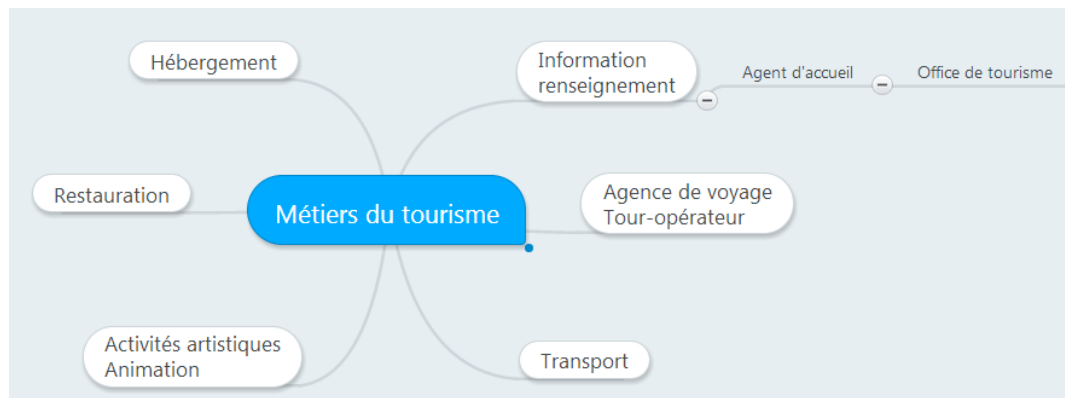 Hébergement
Information
renseignement
Agent d'accueil
Office de tourisme
Restauration
Métiers du tourisme
Agence de voyage
Tour-opérateur
Activités artistiques
Animation
Transport